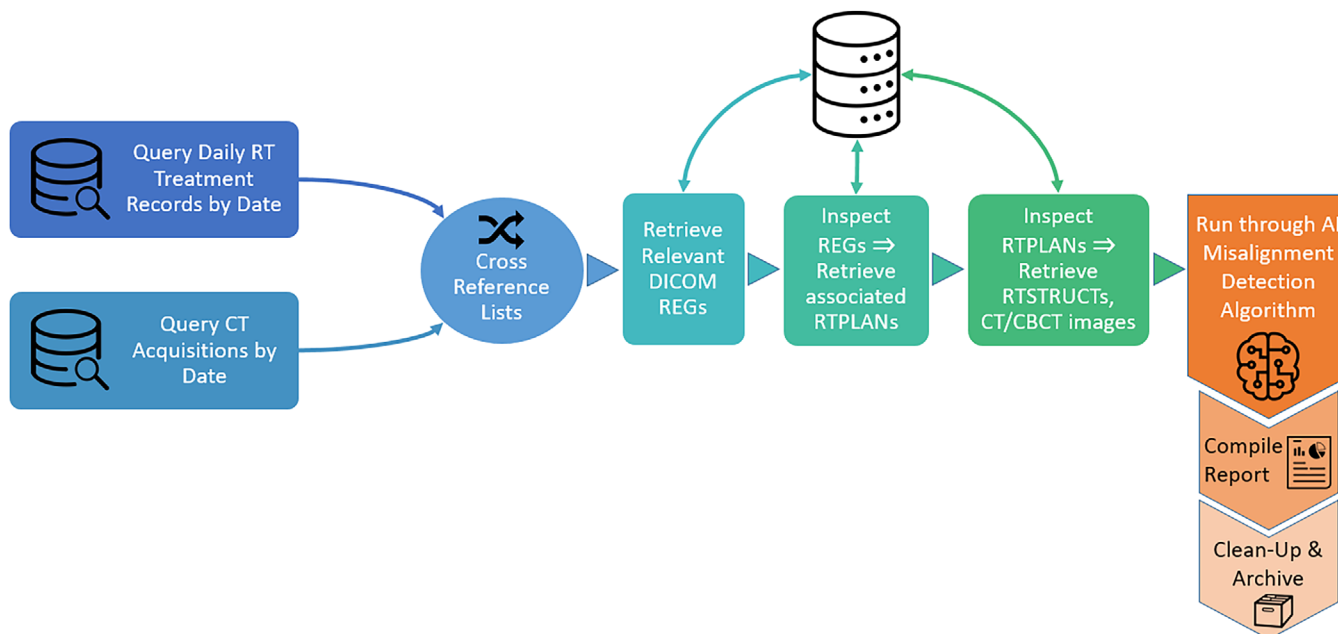 Query Daily RT
Treatment
Records by Date
Query CT
Acquisitions by
Date
Cross
Reference
Lists
Retrieve
Relevant
DICOM
REGs
Inspect
REGs ⇒
Retrieve
associated
RTPLANs
Inspect
RTPLANs ⇒
Retrieve
RTSTRUCTs,
CT/CBCT images
Run through AI
Misalignment
Detection
Algorithm
Compile
Report
Clean-Up &
Archive